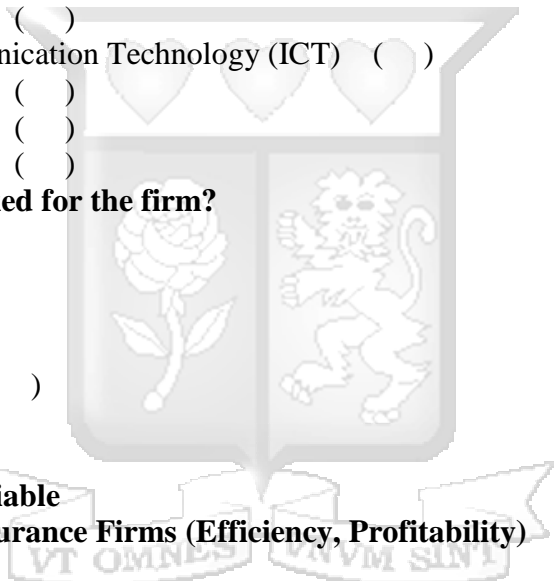 ( )
nication Technology (ICT) ( )
( )
( )
( )
ed for the firm?
)
iable
urance Firms (Efficiency, Profitability)
VT OMNES VNVM SINT